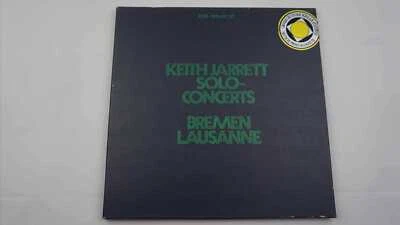 KEITH JARRETT
SOLO-
CONCERTS
BREMEN
LAUSANNE